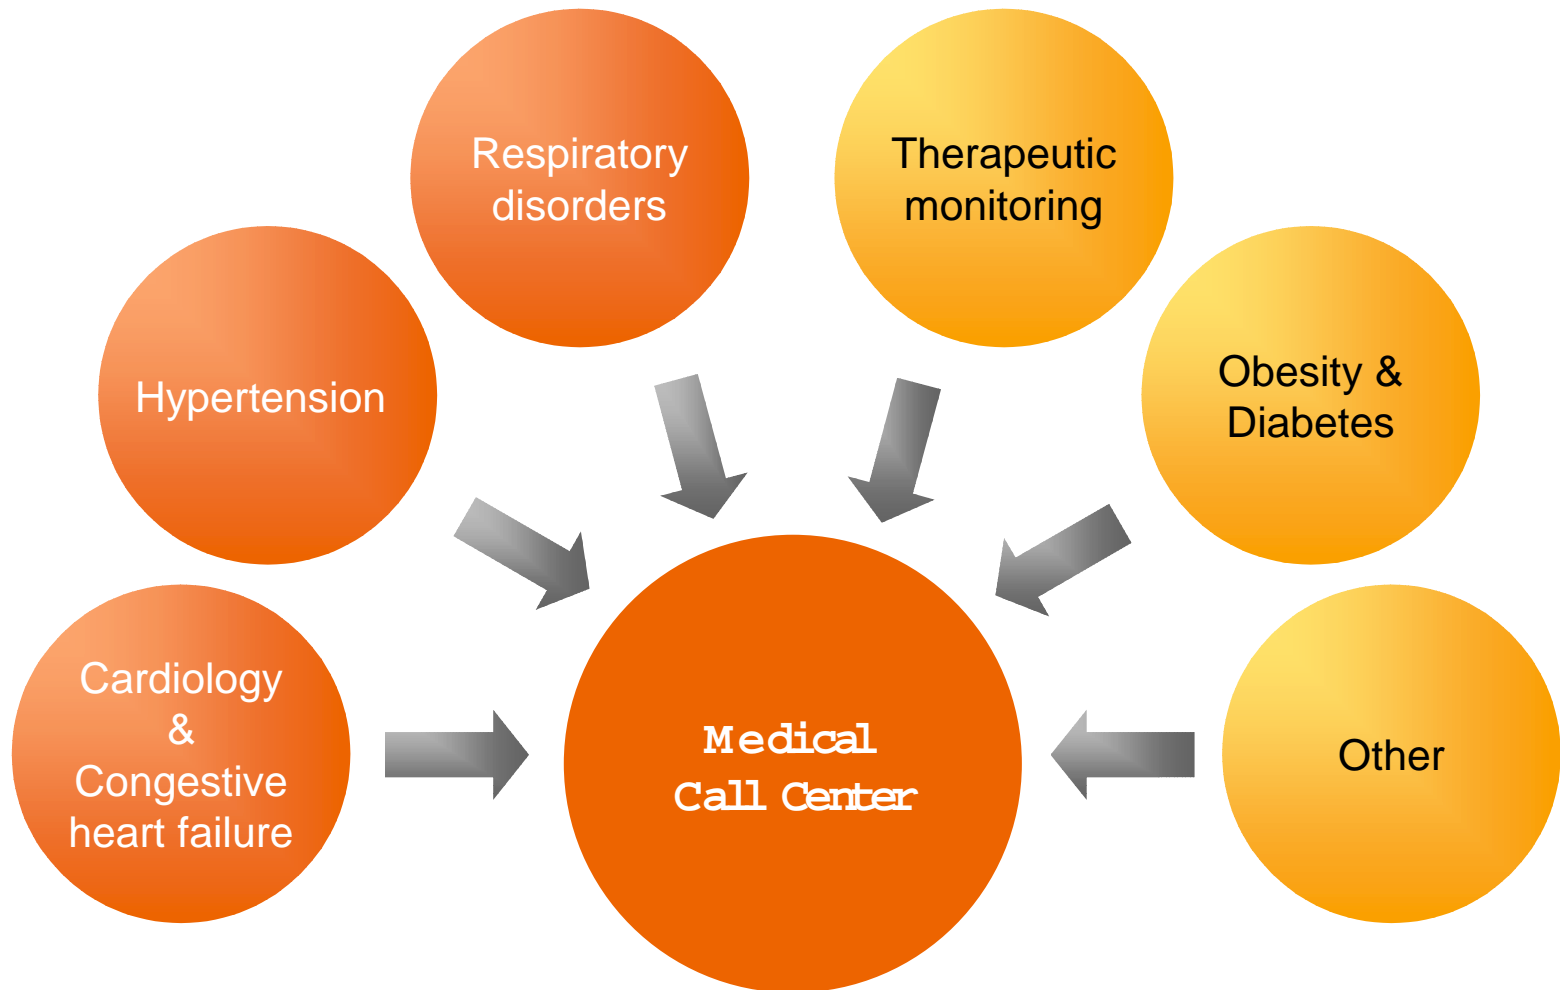 Respiratory
disorders
Therapeutic
monitoring
Hypertension
Obesity &
Diabetes
Cardiology
&
Congestive
heart failure
Medical
Call Center
Other